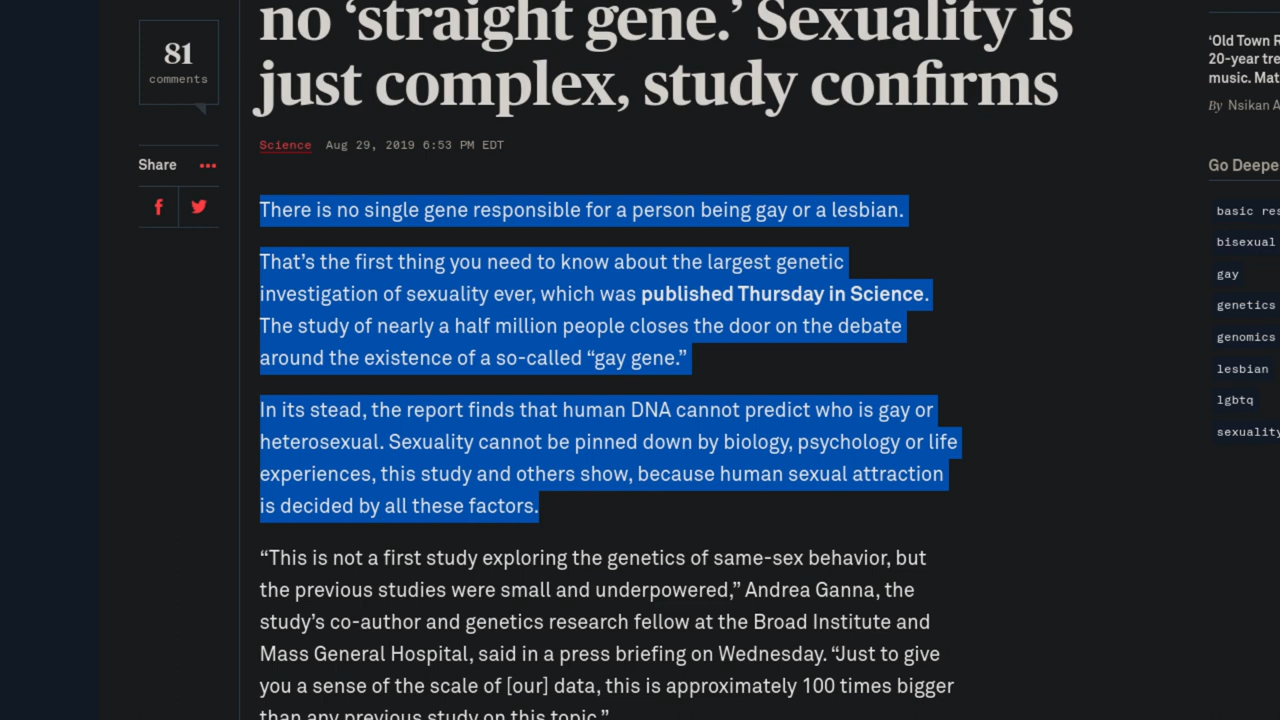 no ‘straight gene.’ Sexuality is
just complex, study confirms
81
comments
Share
Science Aug 29, 2019 6:53 PM EDT
There is no single gene responsible for a person being gay or a lesbian.
That’s the first thing you need to know about the largest genetic
investigation of sexuality ever, which was published Thursday in Science.
The study of nearly a half million people closes the door on the debate
around the existence of a so-called “gay gene.”
In its stead, the report finds that human DNA cannot predict who is gay or
heterosexual. Sexuality cannot be pinned down by biology, psychology or life
experiences, this study and others show, because human sexual attraction
is decided by all these factors.
“This is not a first study exploring the genetics of same-sex behavior, but
the previous studies were small and underpowered,” Andrea Ganna, the
study’s co-author and genetics research fellow at the Broad Institute and
Mass General Hospital, said in a press briefing on Wednesday. “Just to give
you a sense of the scale of [our] data, this is approximately 100 times bigger
than any previous study on this topic.”
‘Old Town R
20-year tre
music. Mat
By Nsikan A
Go Deepe
basic res
bisexual
gay
genetics
genomics
lesbian
lgbtq
sexuality